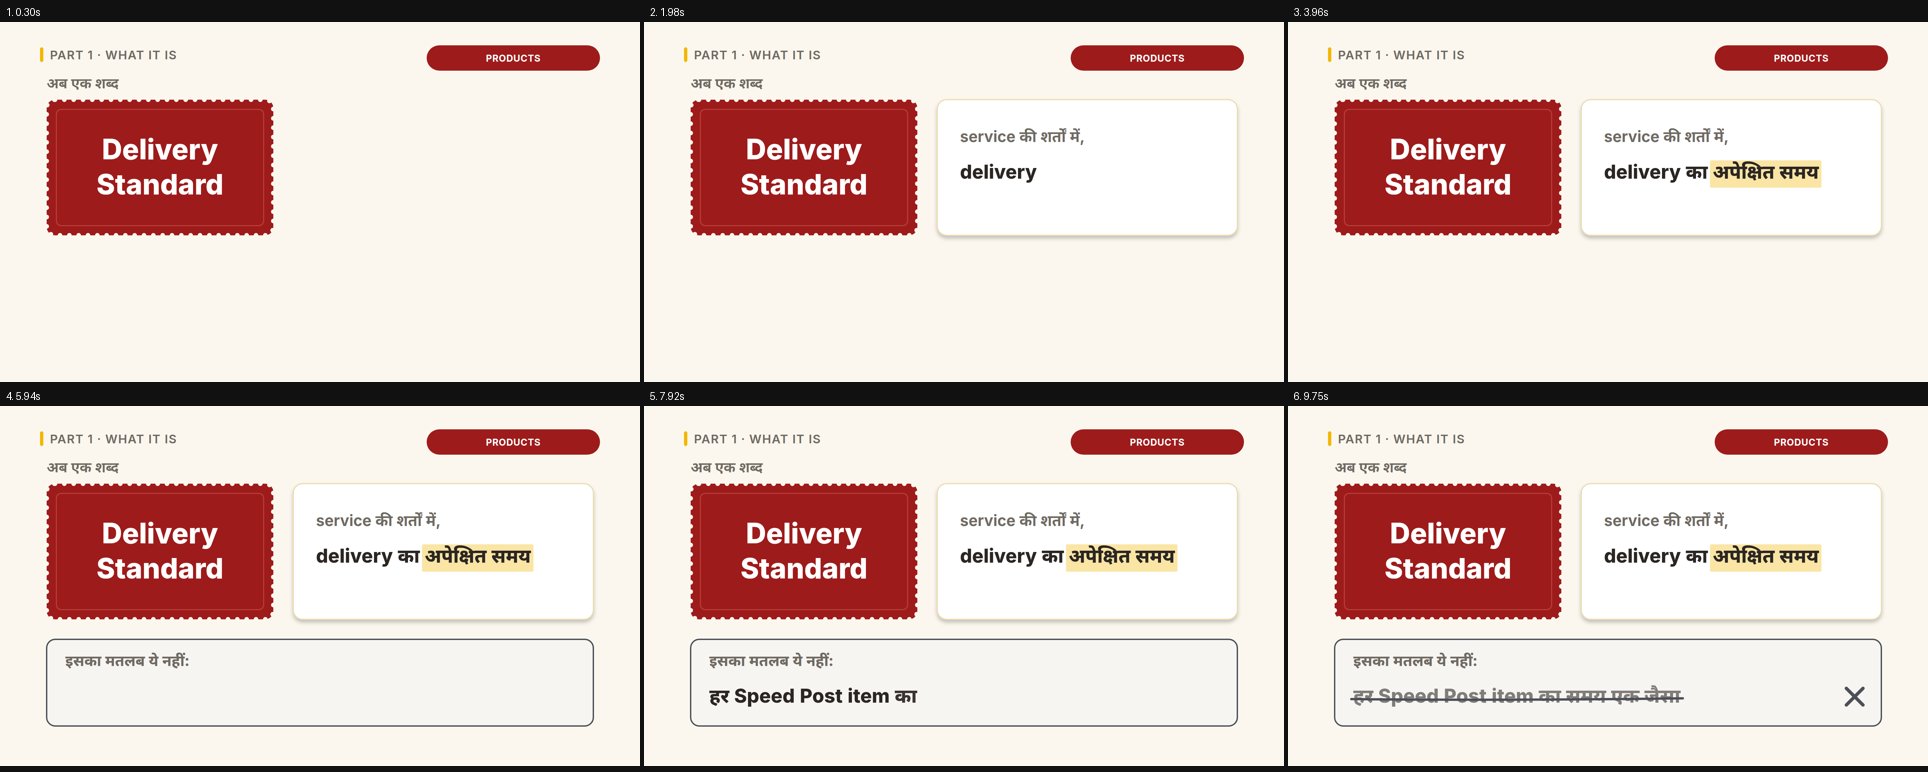 1. 0.30s
PART 1 · WHAT IT IS
PRODUCTS
अब एक शब्द
Delivery
Standard
2. 1.98s
PART 1 · WHAT IT IS
PRODUCTS
अब एक शब्द
Delivery
Standard
service की शर्तों में,
delivery
3. 3.96s
PART 1 · WHAT IT IS
PRODUCTS
अब एक शब्द
Delivery
Standard
service की शर्तों में,
delivery का अपेक्षित समय
4. 5.94s
PART 1 · WHAT IT IS
PRODUCTS
अब एक शब्द
Delivery
Standard
service की शर्तों में,
delivery का अपेक्षित समय
इसका मतलब ये नहीं:
5. 7.92s
PART 1 · WHAT IT IS
PRODUCTS
अब एक शब्द
Delivery
Standard
service की शर्तों में,
delivery का अपेक्षित समय
इसका मतलब ये नहीं:
हर Speed Post item का
6. 9.75s
PART 1 · WHAT IT IS
PRODUCTS
अब एक शब्द
Delivery
Standard
service की शर्तों में,
delivery का अपेक्षित समय
इसका मतलब ये नहीं:
हर Speed Post item का समय एक जैसा